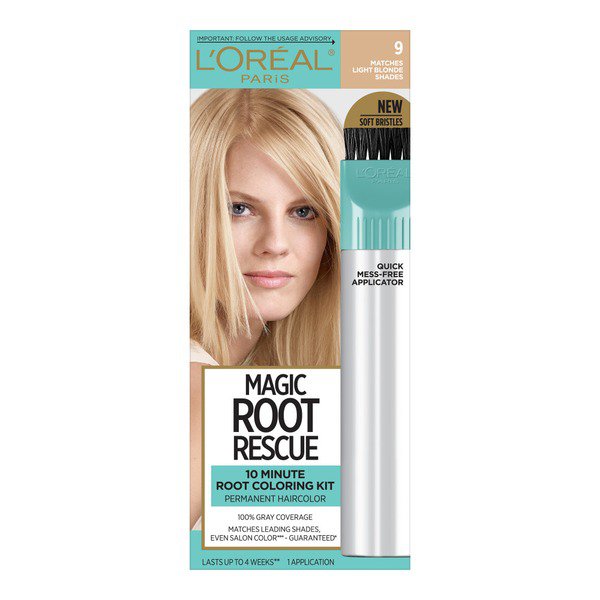 IMPORTANT: FOLLOW THE USAGE ADVISORY
L'ORÉAL®
PARIS
9
MATCHES
LIGHT BLONDE
SHADES
NEW
SOFT BRISTLES
L'ORÉAL
PARIS
QUICK
MESS-FREE
APPLICATOR
MAGIC
ROOT
RESCUE
10 MINUTE
ROOT COLORING KIT
PERMANENT HAIRCOLOR
100% GRAY COVERAGE
MATCHES LEADING SHADES,
EVEN SALON COLOR*** - GUARANTEED*
LASTS UP TO 4 WEEKS** 1 APPLICATION